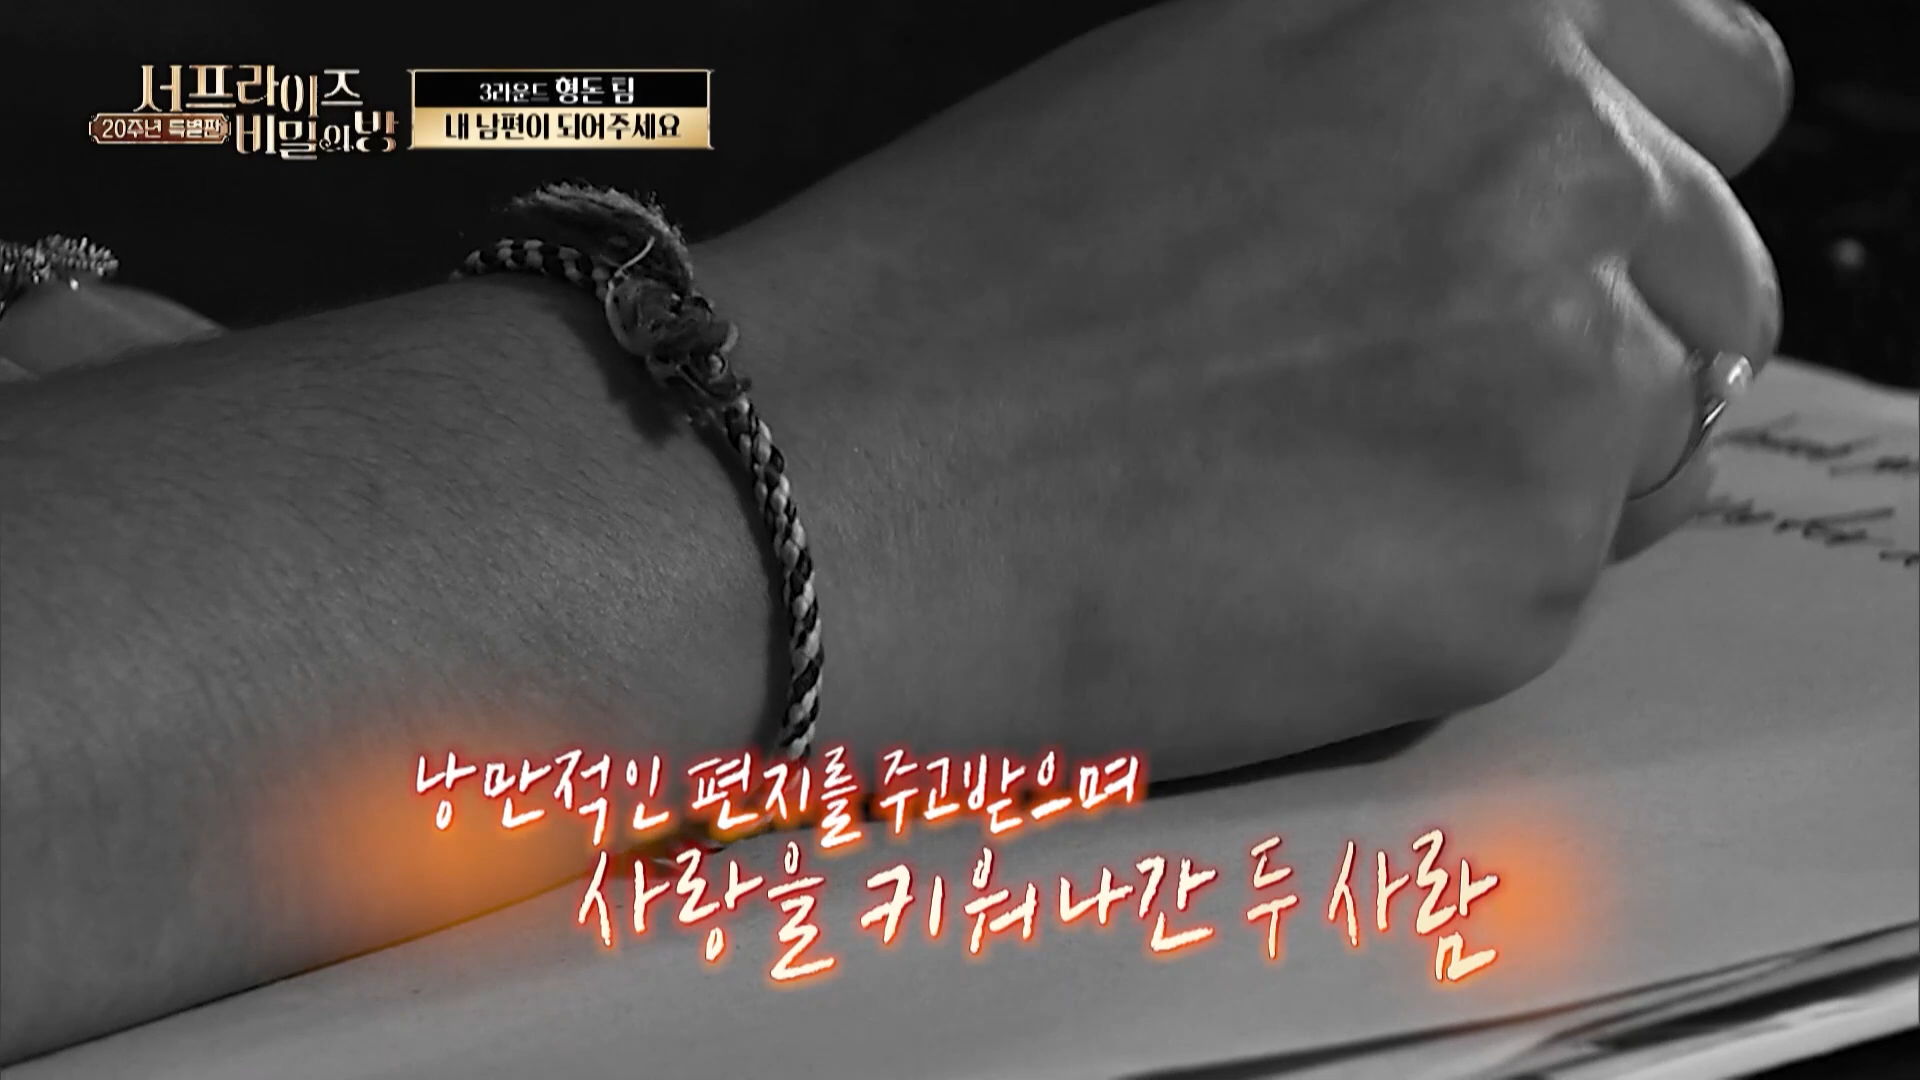 서프라이즈
20주년 특별판
비밀의 방
3라운드 형돈 팀
내 남편이 되어주세요
낭만적인 편지를 주고받으며
사랑을 키워나간 두 사람